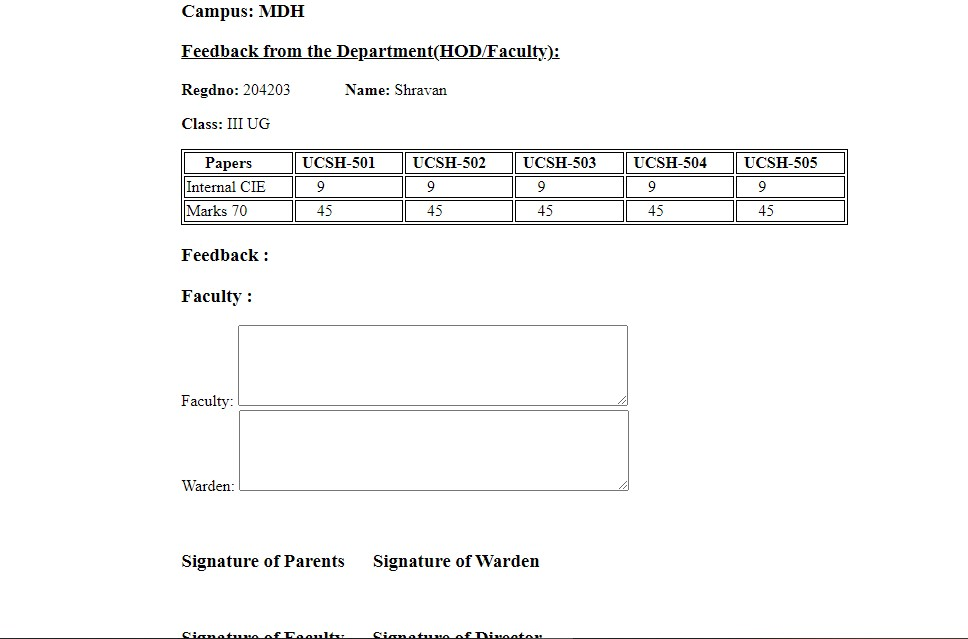 Campus: MDH
Feedback from the Department(HOD/Faculty):
Regdno: 204203 Name: Shravan
Class: III UG
Papers UCSH-501 UCSH-502 UCSH-503 UCSH-504 UCSH-505
Internal CIE 9 9 9 9 9
Marks 70 45 45 45 45 45
Feedback :
Faculty :
Faculty:
Warden:
Signature of Parents Signature of Warden
Signature of Faculty Signature of Director